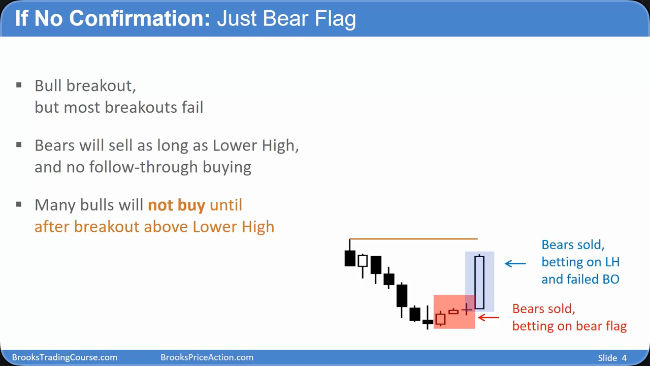 If No Confirmation: Just Bear Flag
Bull breakout,
but most breakouts fail
Bears will sell as long as Lower High,
and no follow-through buying
Many bulls will not buy until
after breakout above Lower High
Bears sold,
betting on LH
and failed BO
Bears sold,
betting on bear flag
BrooksTradingCourse.com
BrooksPriceAction.com
Slide 4